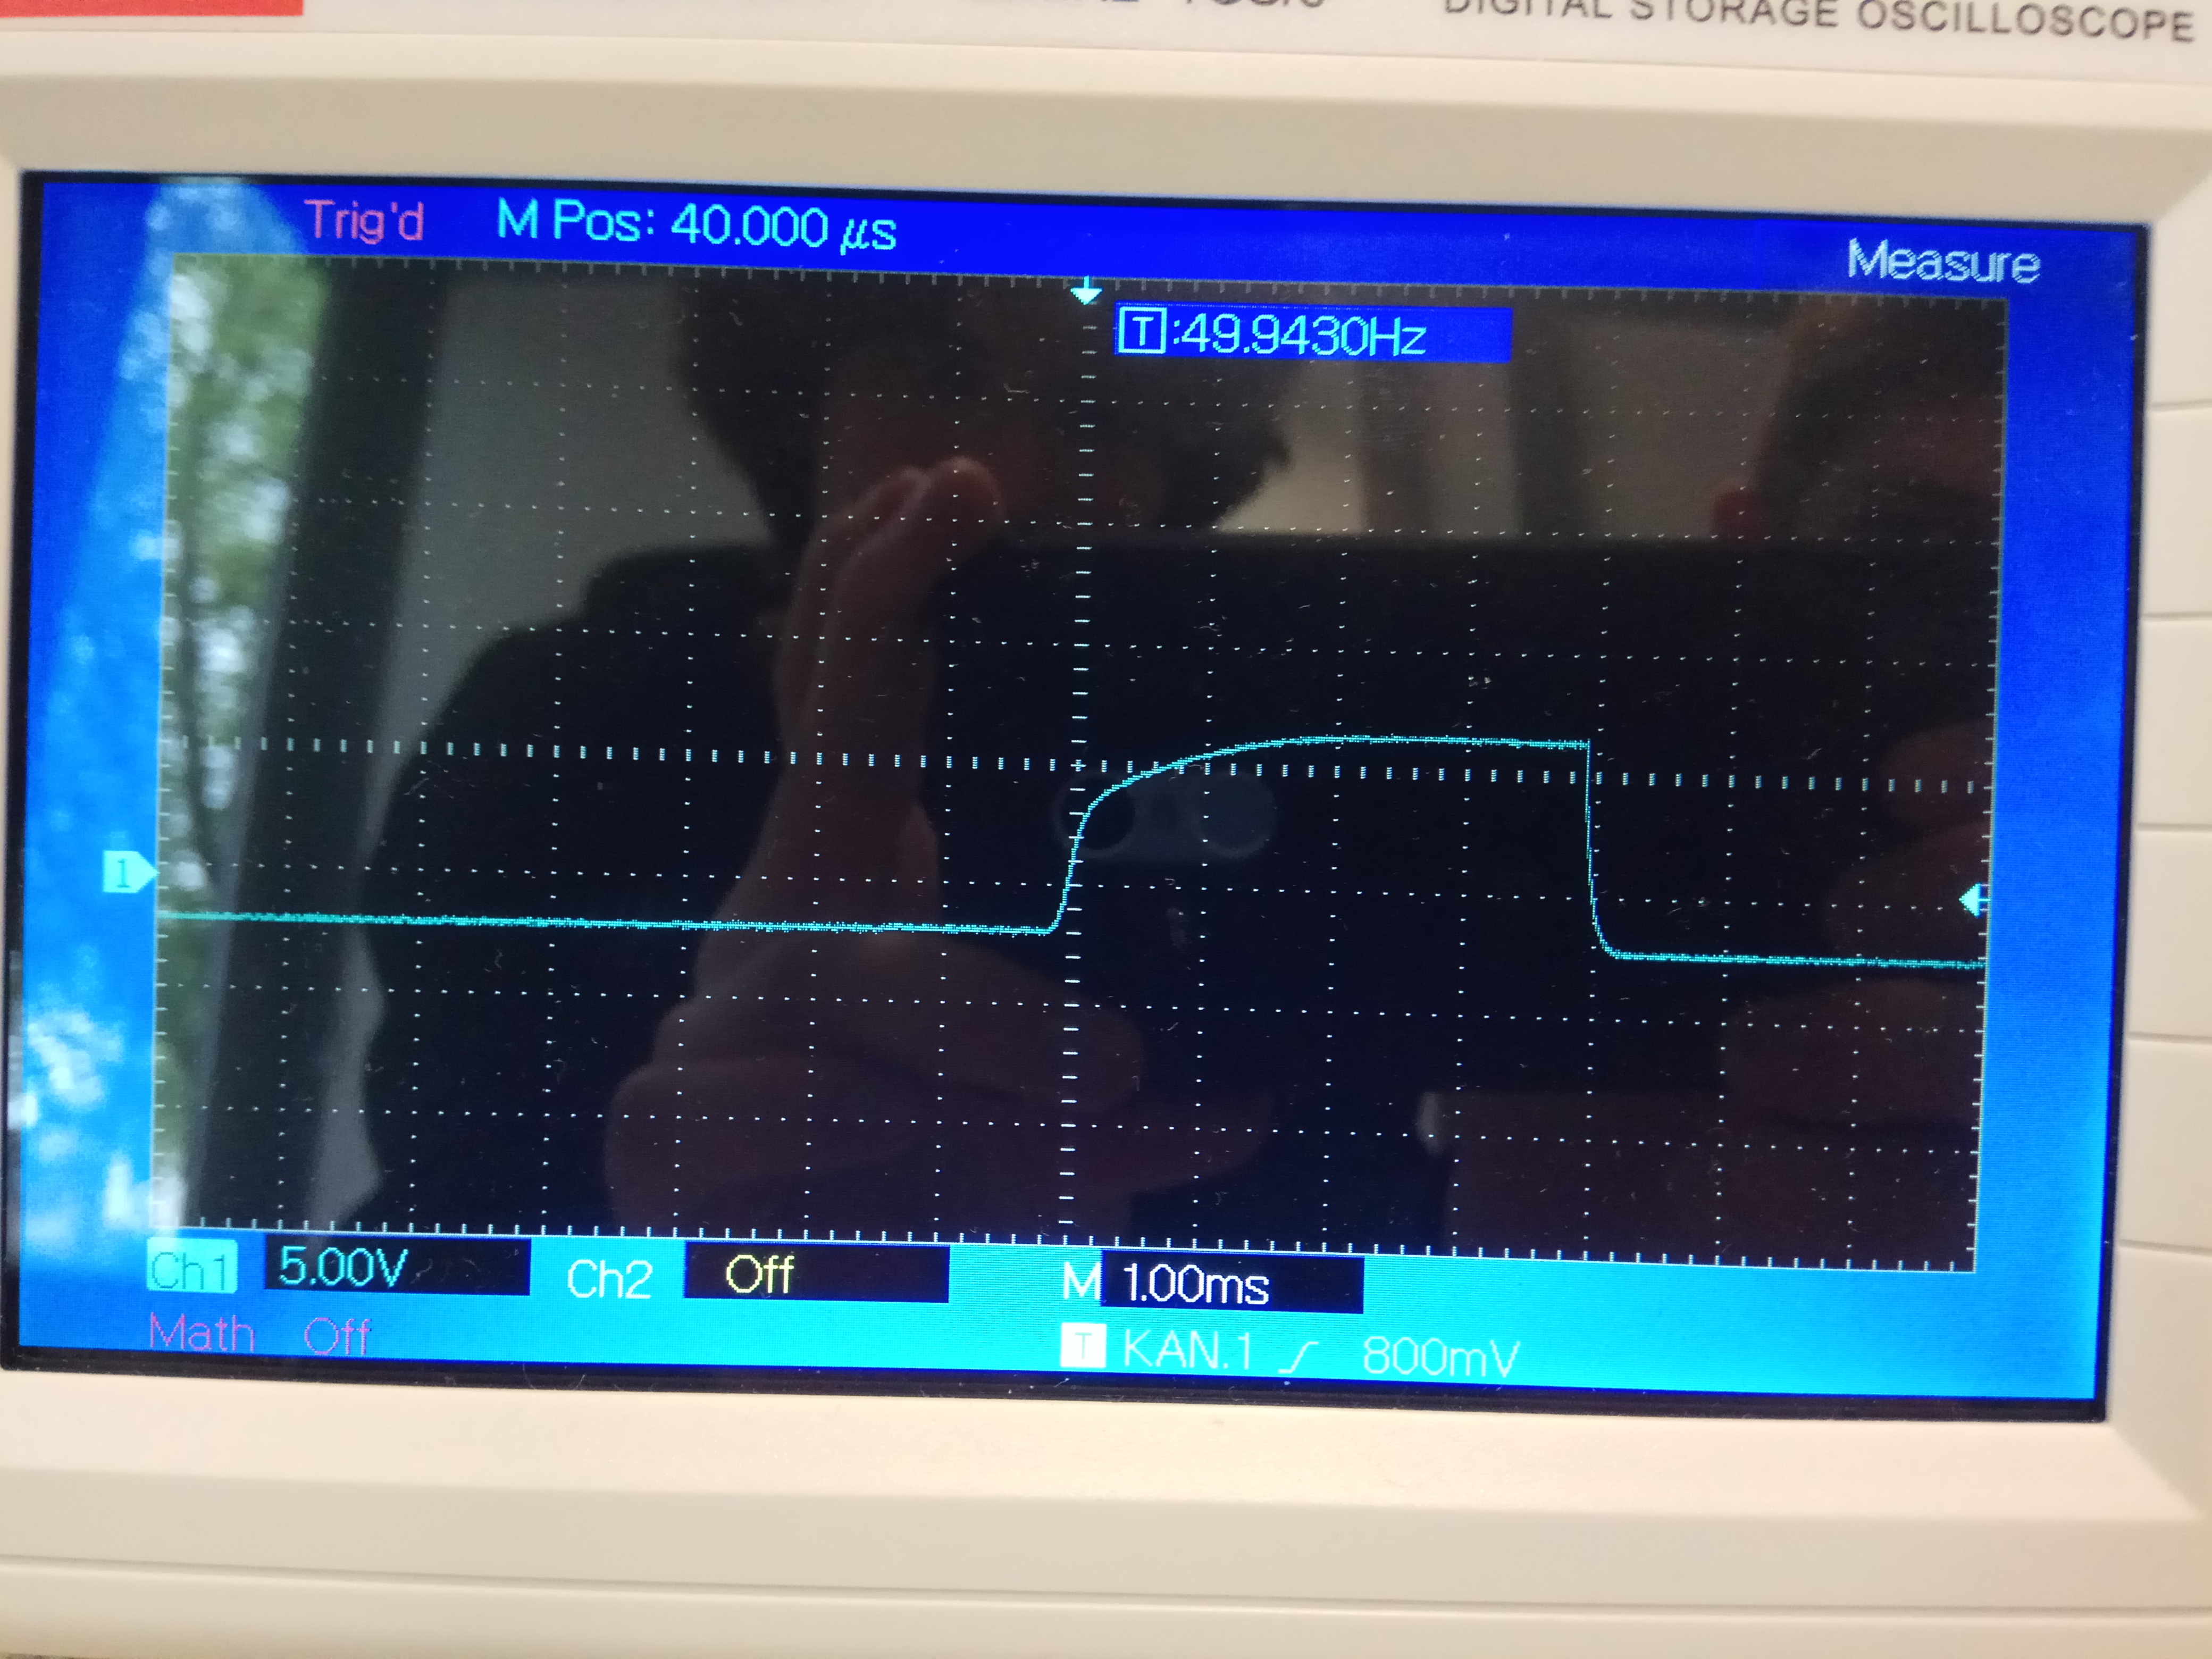 DIGITAL STORAGE OSCILLOSCOPE
Trig'd M Pos: 40.000 μs
Measure
T:49.9430Hz
1
Ch1 5.00V Ch2 Off M 1.00ms
Math Off T KAN.1 800mV